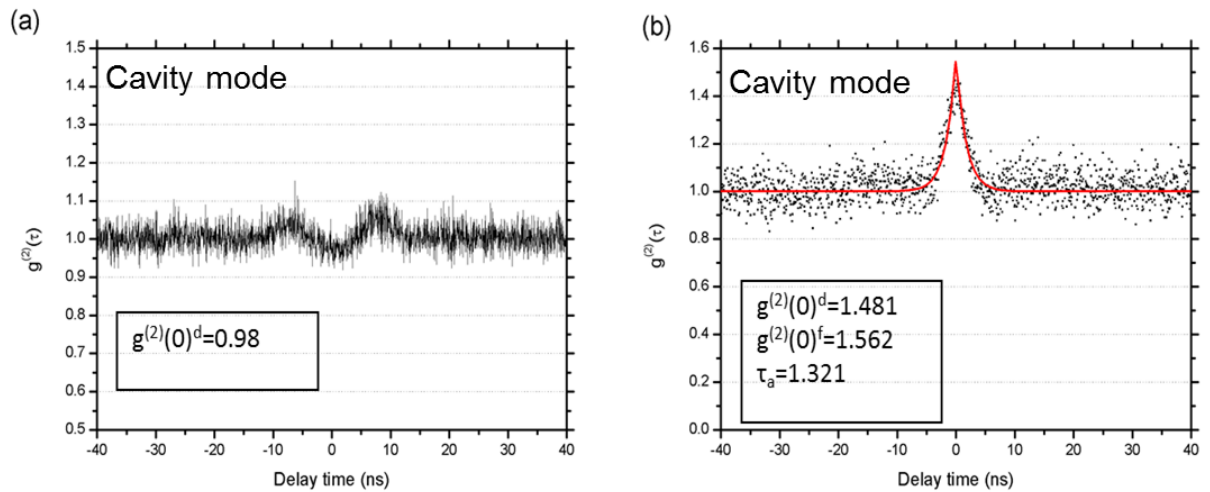 (a)
1.5
1.4
1.3
1.2
1.1
1.0
0.9
0.8
0.7
0.6
0.5
g(2)(τ)
Cavity mode
g(2)(0)d=0.98
-40 -30 -20 -10 0 10 20 30 40
Delay time (ns)
(b)
1.6
1.4
1.2
1.0
0.8
0.6
0.4
0.2
0.0
g(2)(τ)
Cavity mode
g(2)(0)d=1.481
g(2)(0)f=1.562
τa=1.321
-40 -30 -20 -10 0 10 20 30 40
Delay time (ns)